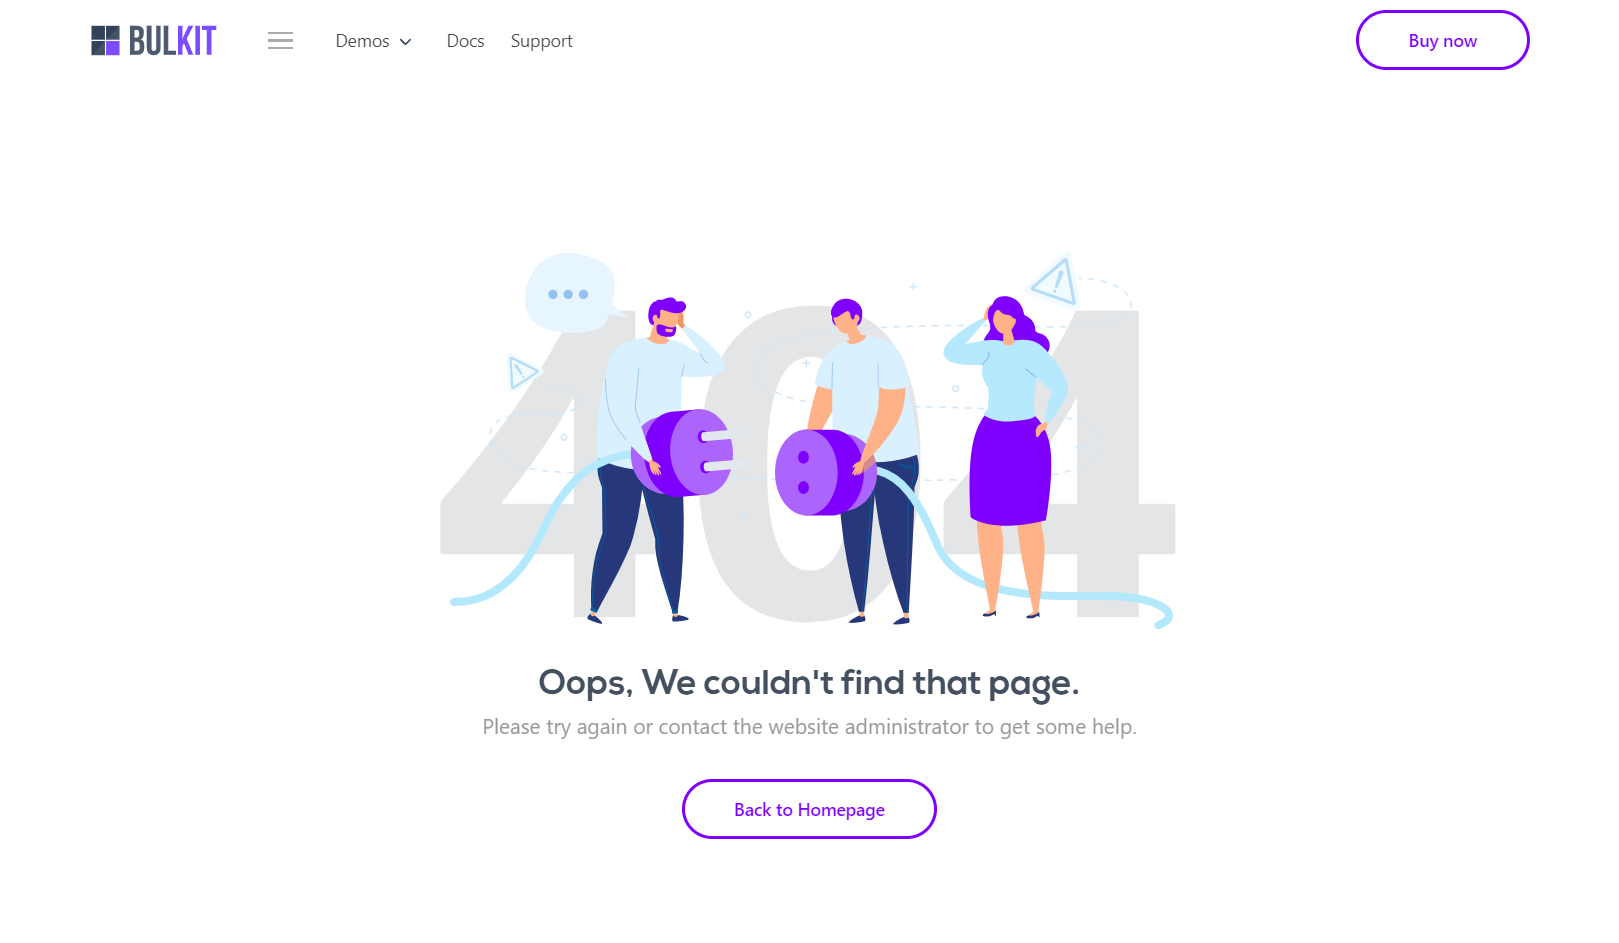 BULKIT
Demos
Docs
Support
Buy now
404
Oops, We couldn't find that page.
Please try again or contact the website administrator to get some help.
Back to Homepage